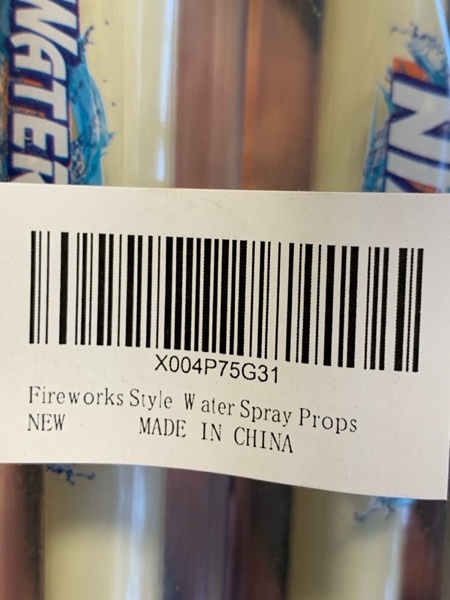 WATER
X004P75G31
Fireworks Style Water Spray Props
NEW MADE IN CHINA